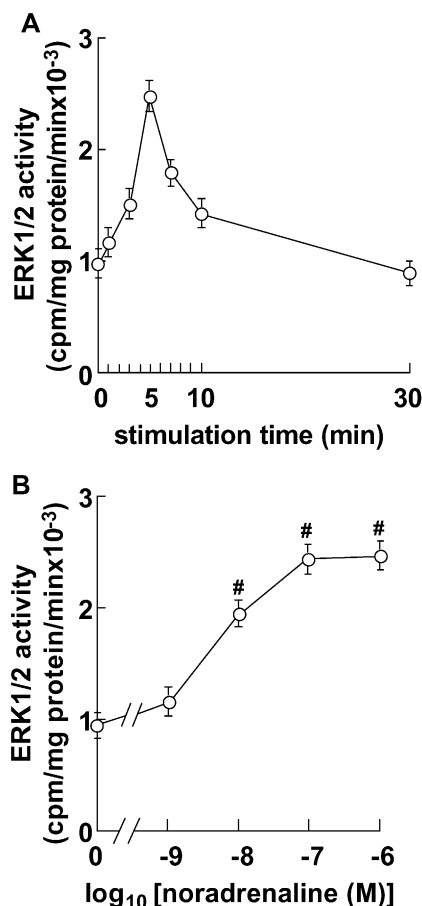 A
ERK1/2 activity
(cpm/mg protein/minx10-3)
3
2
1
0
0 5 10 30
stimulation time (min)
B
ERK1/2 activity
(cpm/mg protein/minx10-3)
3
2
1
0
# # #
0 -9 -8 -7 -6
log10 [noradrenaline (M)]